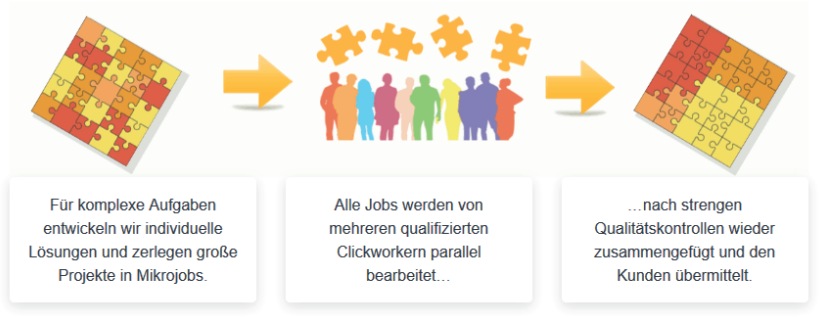 Für komplexe Aufgaben
entwickeln wir individuelle
Lösungen und zerlegen große
Projekte in Mikrojobs.
Alle Jobs werden von
mehreren qualifizierten
Clickworkern parallel
bearbeitet…
…nach strengen
Qualitätskontrollen wieder
zusammengefügt und den
Kunden übermittelt.